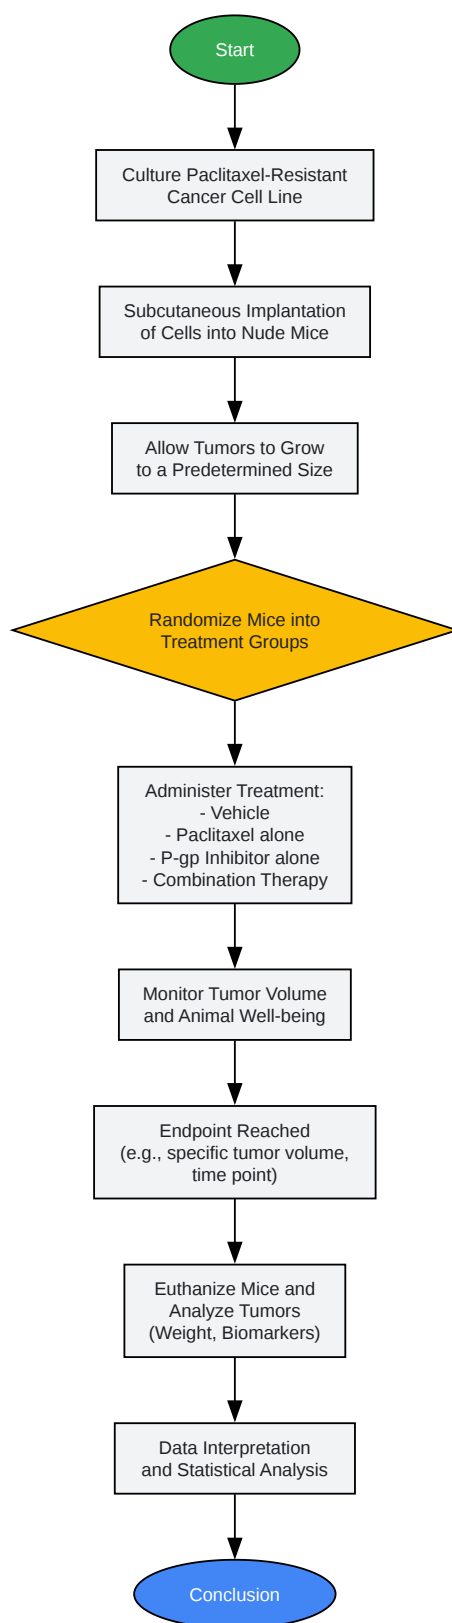 Start
Culture Paclitaxel-Resistant
Cancer Cell Line
Subcutaneous Implantation
of Cells into Nude Mice
Allow Tumors to Grow
to a Predetermined Size
Randomize Mice into
Treatment Groups
Administer Treatment:
- Vehicle
- Paclitaxel alone
- P-gp Inhibitor alone
- Combination Therapy
Monitor Tumor Volume
and Animal Well-being
Endpoint Reached
(e.g., specific tumor volume,
time point)
Euthanize Mice and
Analyze Tumors
(Weight, Biomarkers)
Data Interpretation
and Statistical Analysis
Conclusion